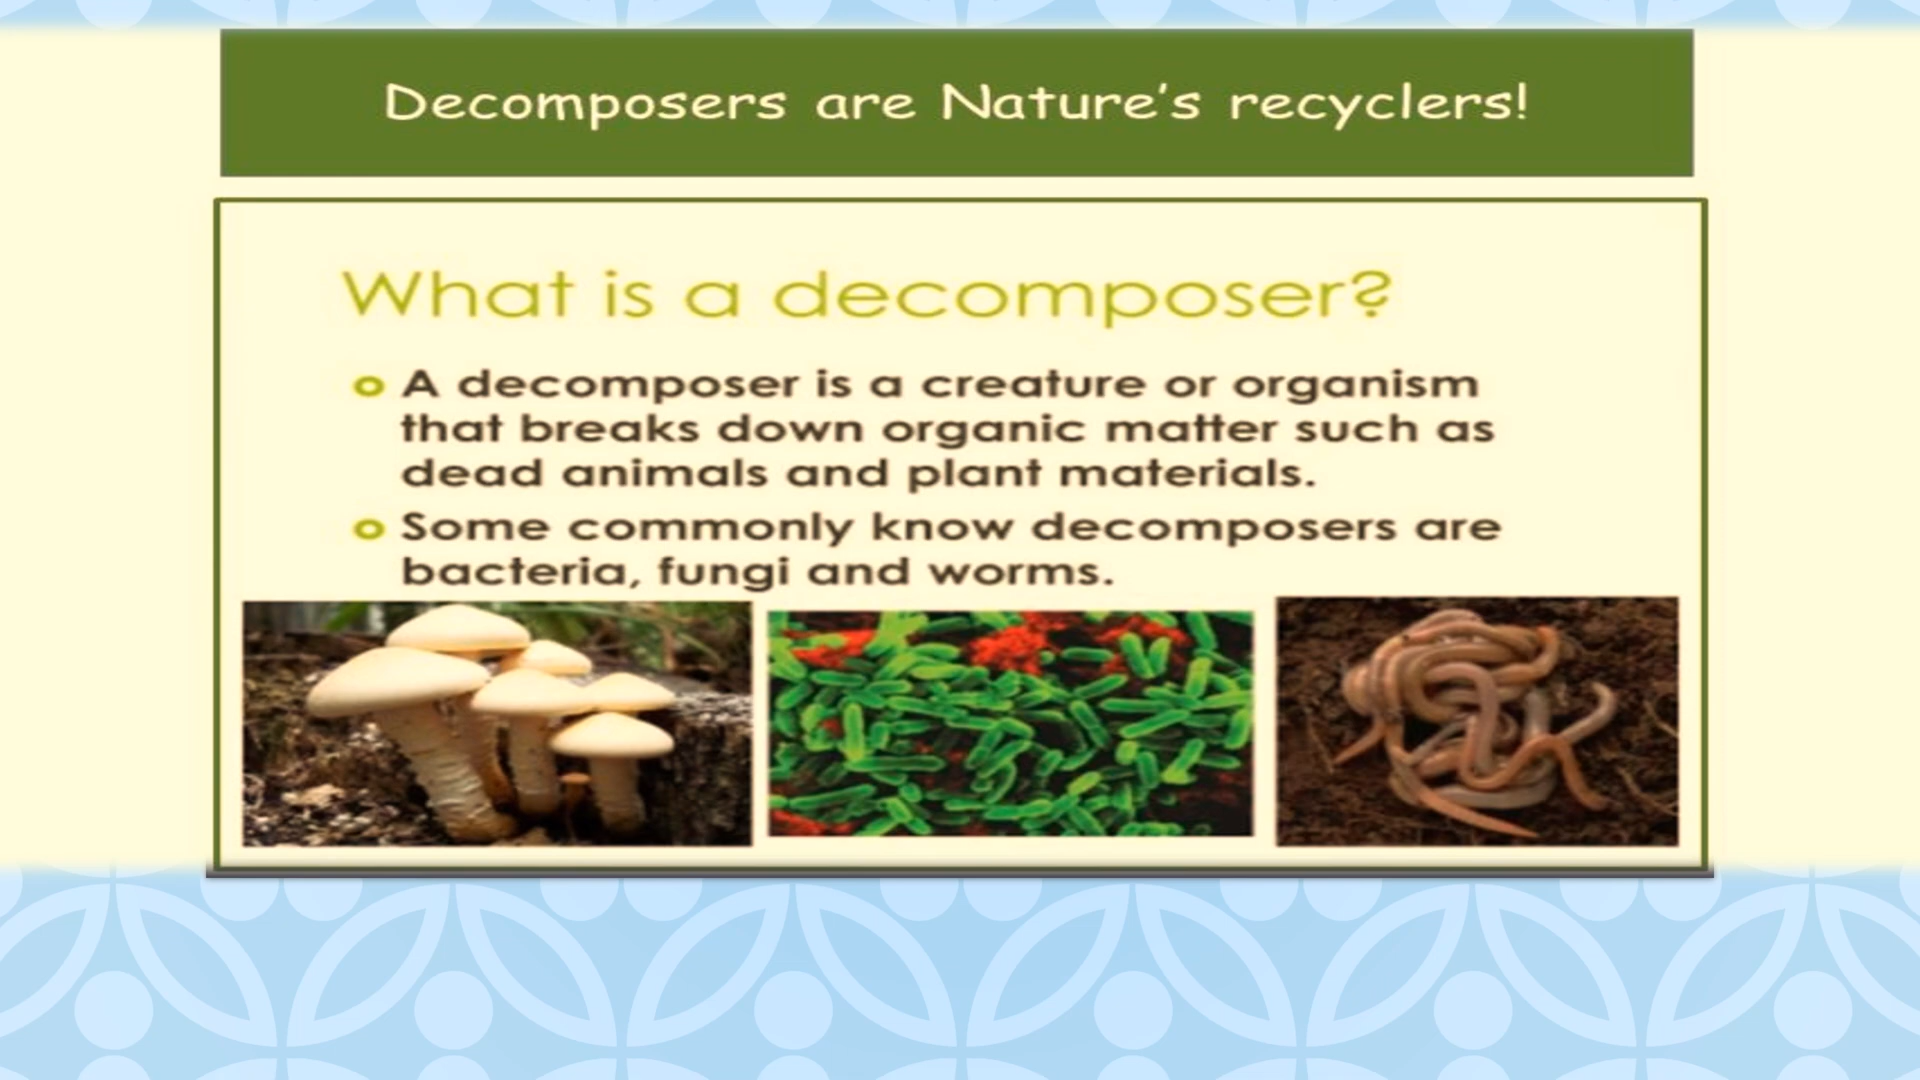 Decomposers are Nature's recyclers!
What is a decomposer?
A decomposer is a creature or organism
that breaks down organic matter such as
dead animals and plant materials.
Some commonly know decomposers are
bacteria, fungi and worms.